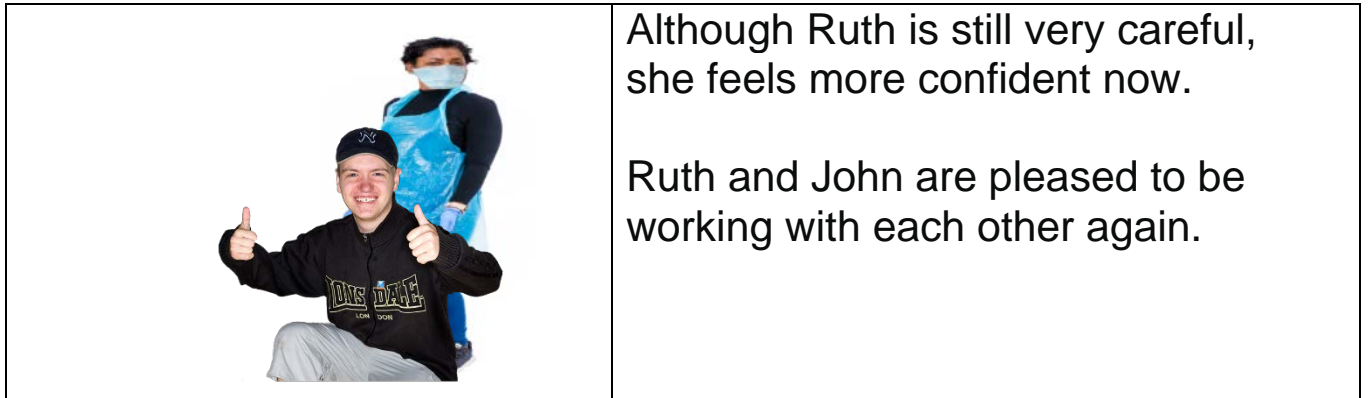 Although Ruth is still very careful,
she feels more confident now.
Ruth and John are pleased to be
working with each other again.
LONSDALE.
LONDON